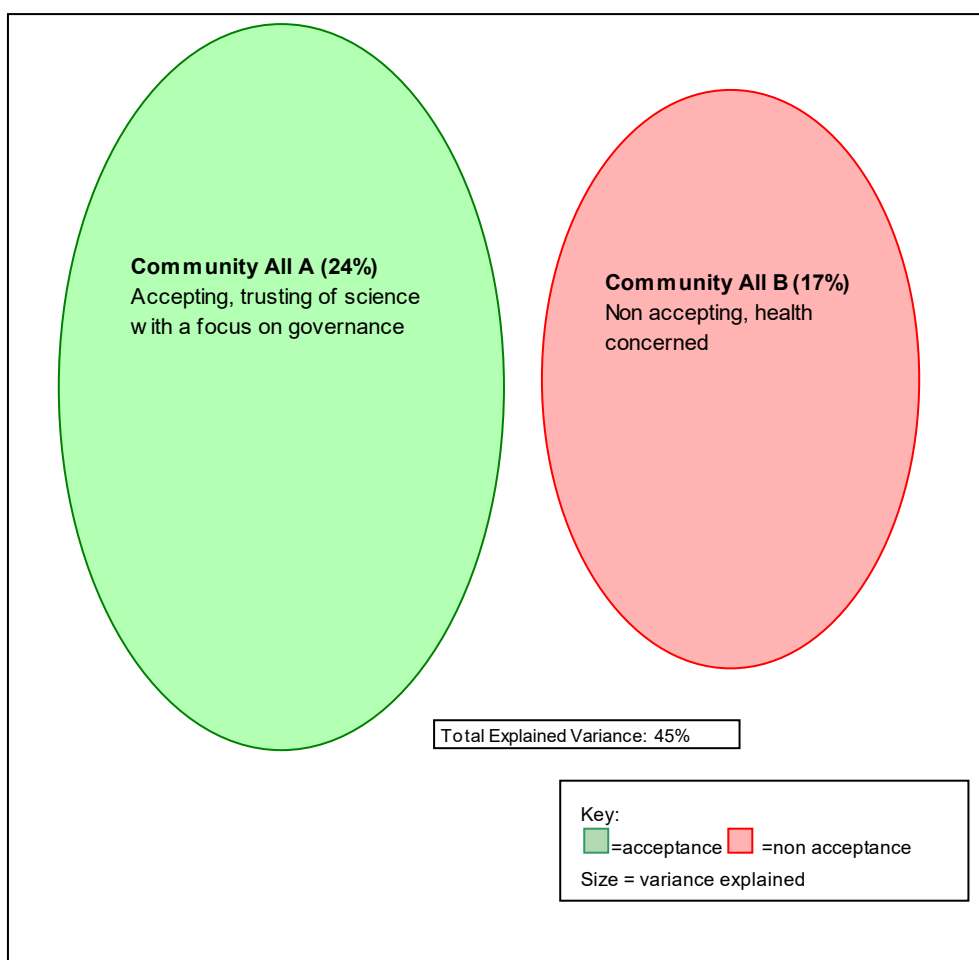 Community All A (24%)
Accepting, trusting of science
with a focus on governance
Community All B (17%)
Non accepting, health
concerned
Total Explained Variance: 45%
Key:
=acceptance =non acceptance
Size = variance explained